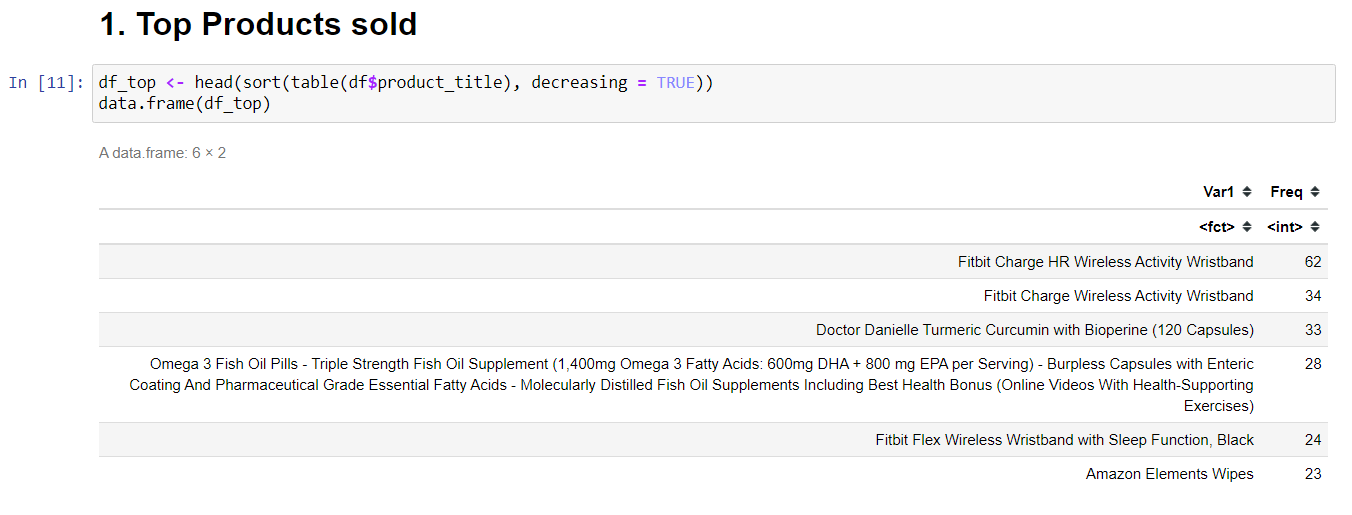 1. Top Products sold
In [11]: df_top <- head(sort(table(df$product_title), decreasing = TRUE))
data.frame(df_top)
A data.frame: 6 × 2
Var1 Freq
<fct> <int>
Fitbit Charge HR Wireless Activity Wristband 62
Fitbit Charge Wireless Activity Wristband 34
Doctor Danielle Turmeric Curcumin with Bioperine (120 Capsules) 33
Omega 3 Fish Oil Pills - Triple Strength Fish Oil Supplement (1,400mg Omega 3 Fatty Acids: 600mg DHA + 800 mg EPA per Serving) - Burpless Capsules with Enteric 28
Coating And Pharmaceutical Grade Essential Fatty Acids - Molecularly Distilled Fish Oil Supplements Including Best Health Bonus (Online Videos With Health-Supporting
Exercises)
Fitbit Flex Wireless Wristband with Sleep Function, Black 24
Amazon Elements Wipes 23